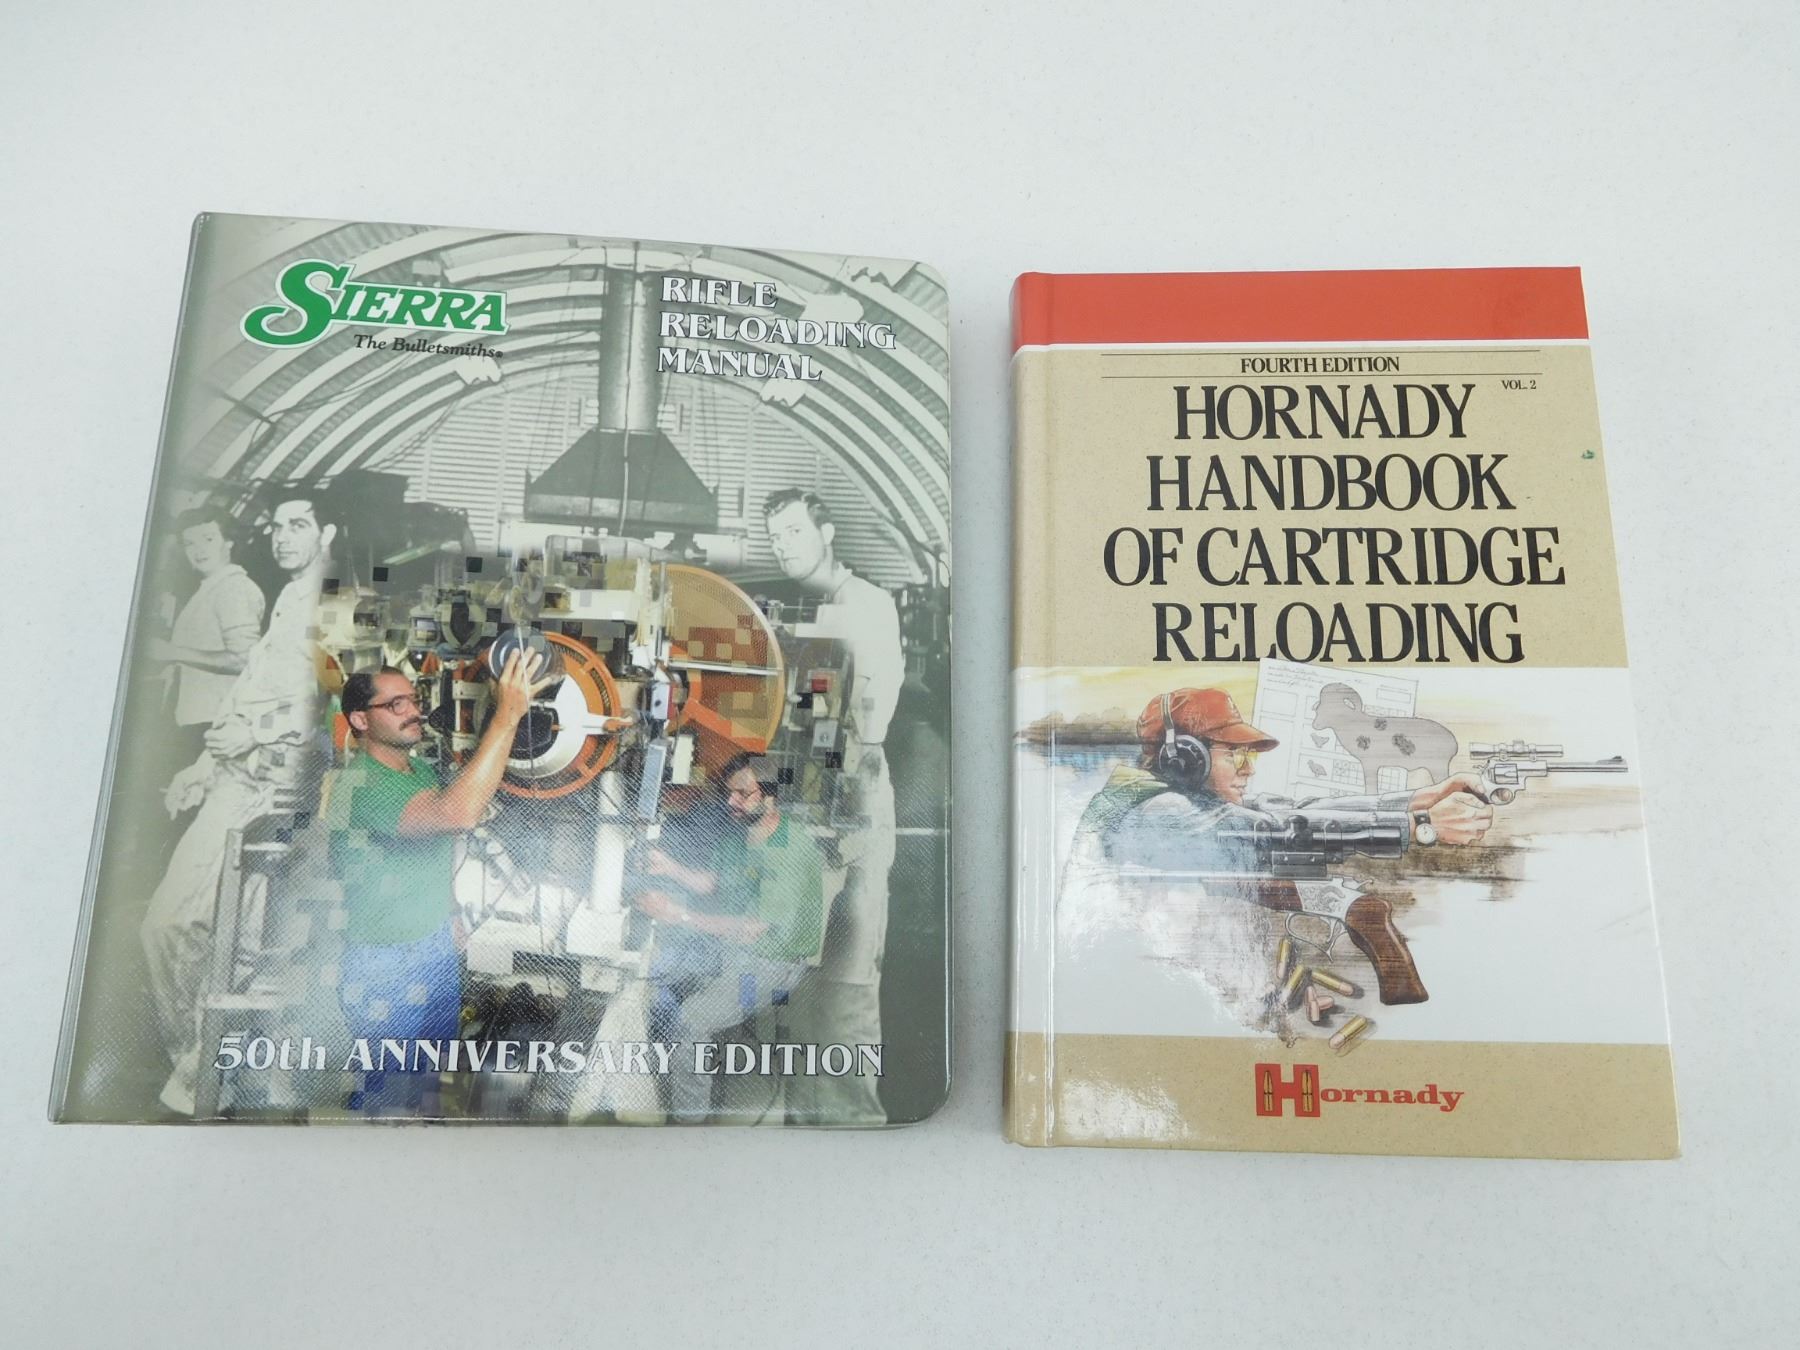 SIERRA
The Bulletsmiths®
RIFLE
RELOADING
MANUAL
50th ANNIVERSARY EDITION
FOURTH EDITION
VOL. 2
HORNADY
HANDBOOK
OF CARTRIDGE
RELOADING
Hornady